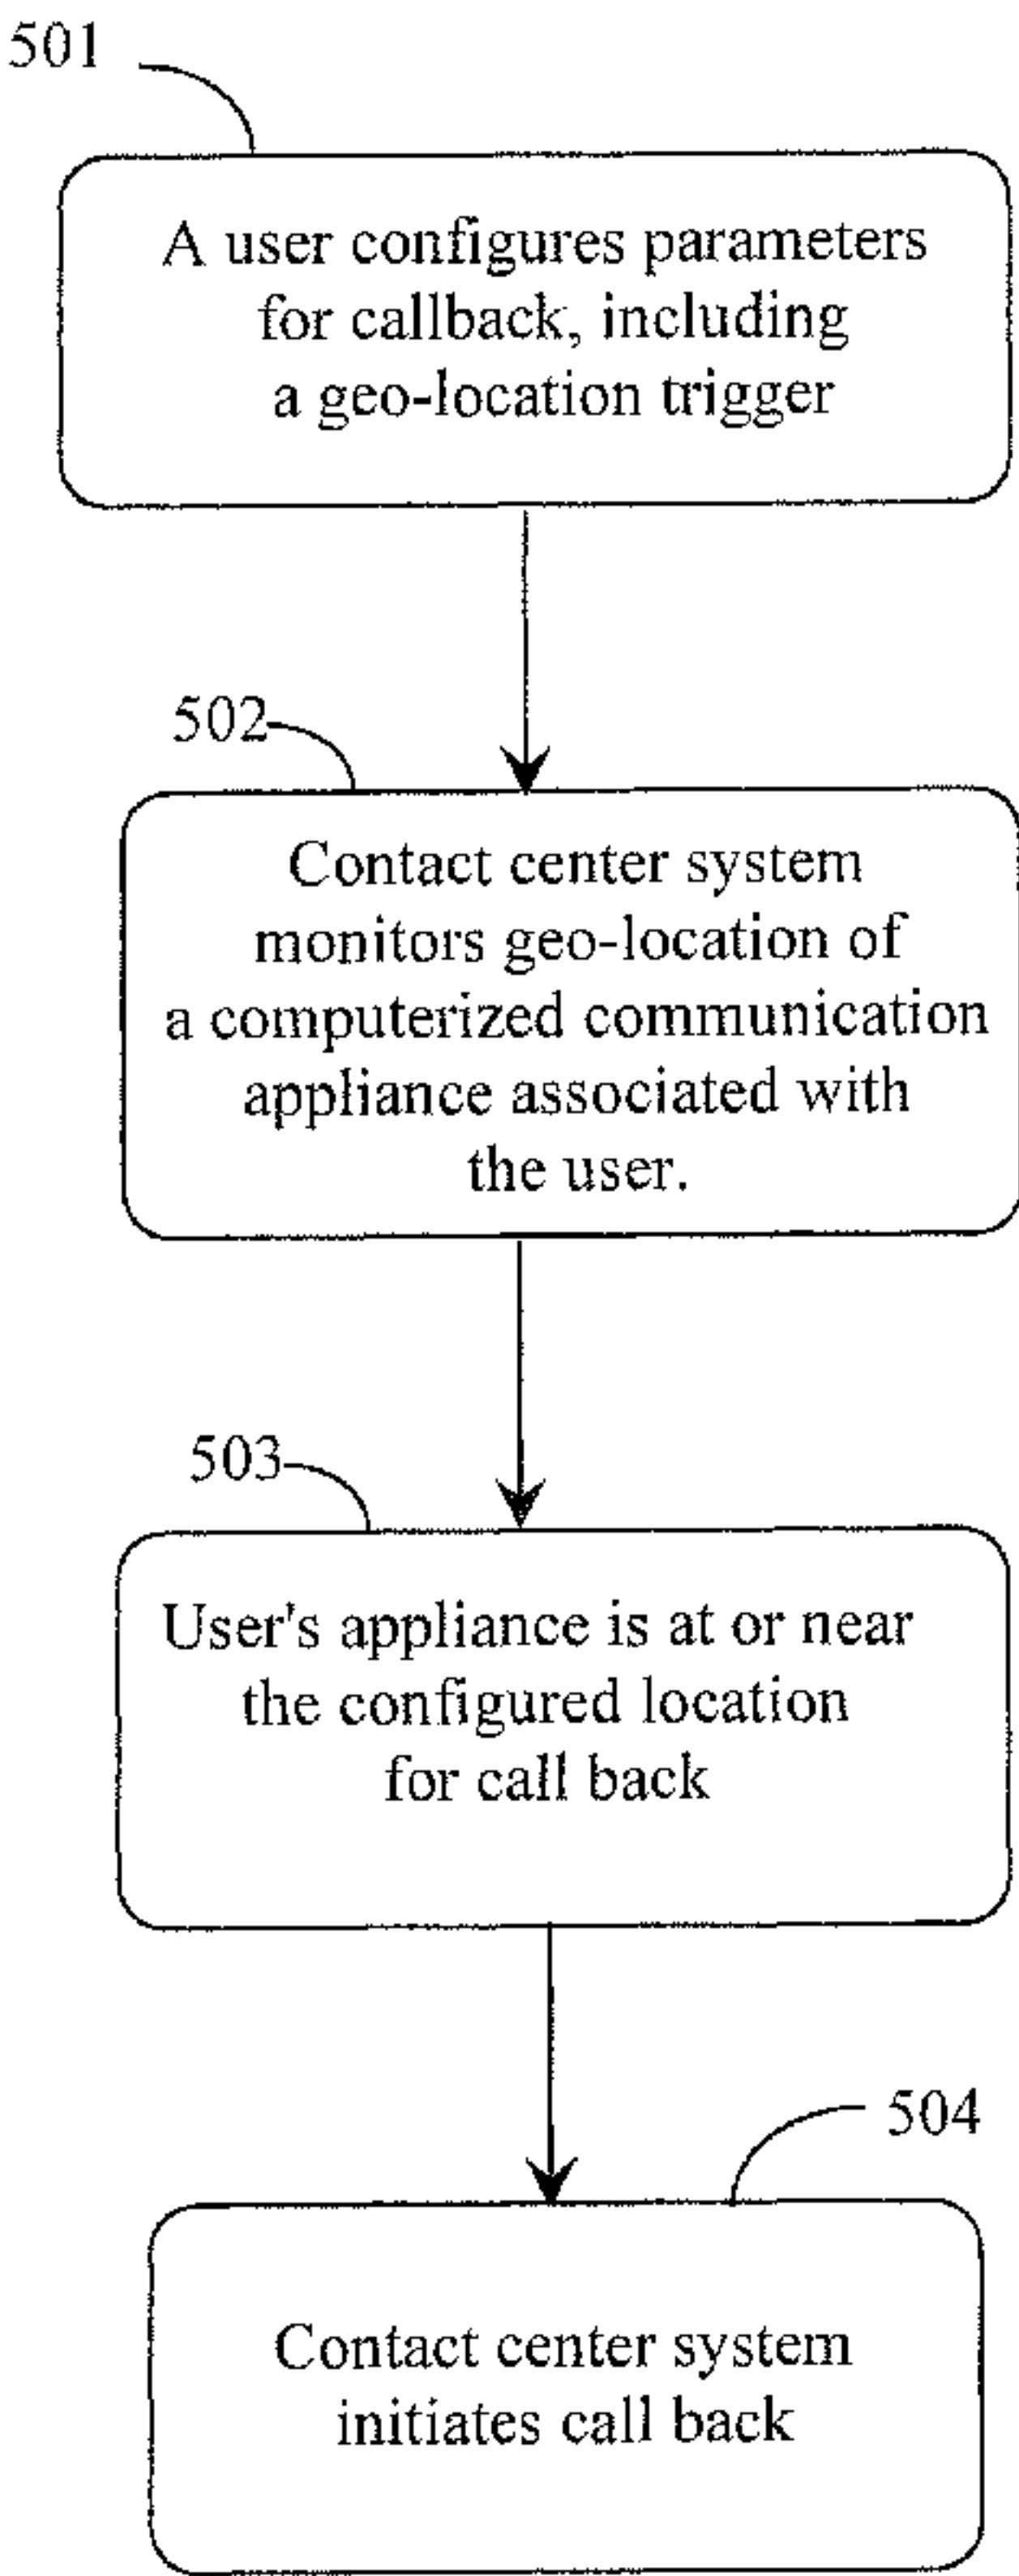 501
A user configures parameters
for callback, including
a geo-location trigger
502
Contact center system
monitors geo-location of
a computerized communication
appliance associated with
the user.
503
User's appliance is at or near
the configured location
for call back
504
Contact center system
initiates call back